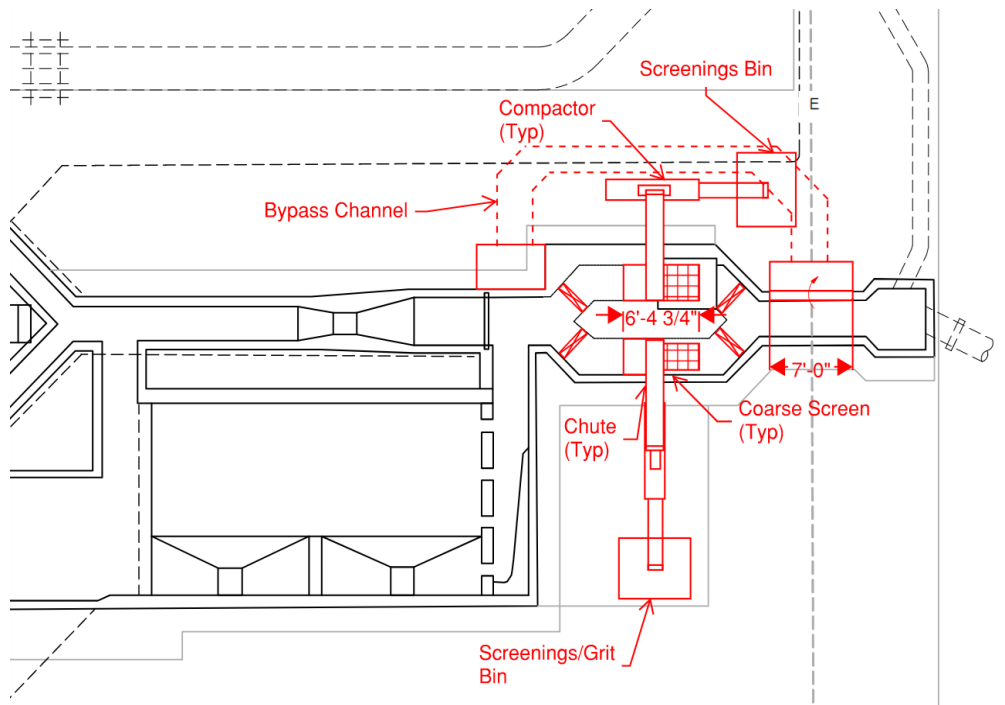 Screenings Bin
Compactor
(Typ)
E
Bypass Channel
6'-4 3/4"
7'-0"
Chute
(Typ)
Coarse Screen
(Typ)
Screenings/Grit
Bin